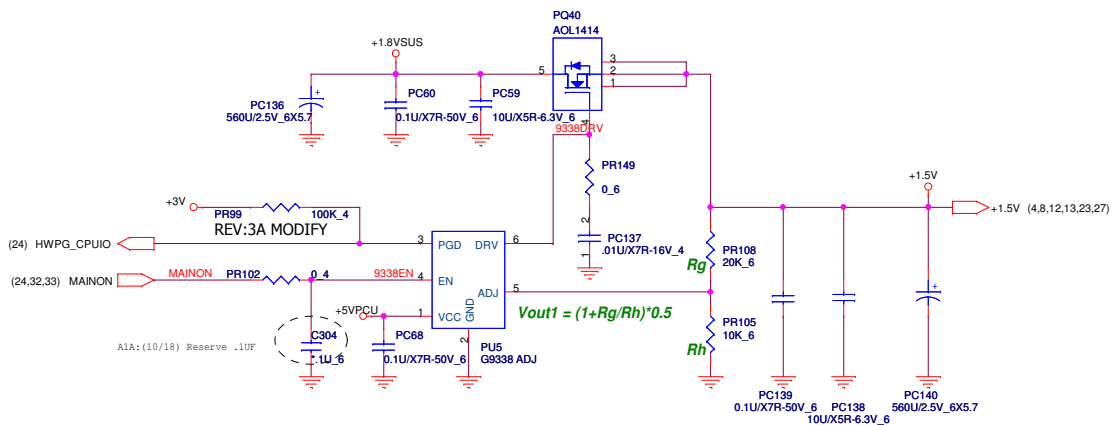 PQ40
AOL1414
+1.8VSUS
5
3
2
1
4
+
PC136
560U/2.5V_6X5.7
PC60
0.1U/X7R-50V_6
PC59
10U/X5R-6.3V_6
9338DRV
PR149
0_6
+3V
PR99
100K_4
REV:3A MODIFY
2
PC137
.01U/X7R-16V_4
1
+1.5V
+1.5V (4,8,12,13,23,27)
(24) HWPG_CPUIO
3
PGD
DRV
6
Rg
PR108
20K_6
(24,32,33) MAINON
MAINON
PR102
0_4
9338EN
4
EN
ADJ
5
+5VPCU
1
VCC
GND
2
Vout1 = (1+Rg/Rh)*0.5
PR105
10K_6
Rh
A1A:(10/18) Reserve .1UF
C304
*.1U_6
PC68
0.1U/X7R-50V_6
PU5
G9338 ADJ
+
PC139
0.1U/X7R-50V_6
PC138
10U/X5R-6.3V_6
PC140
560U/2.5V_6X5.7